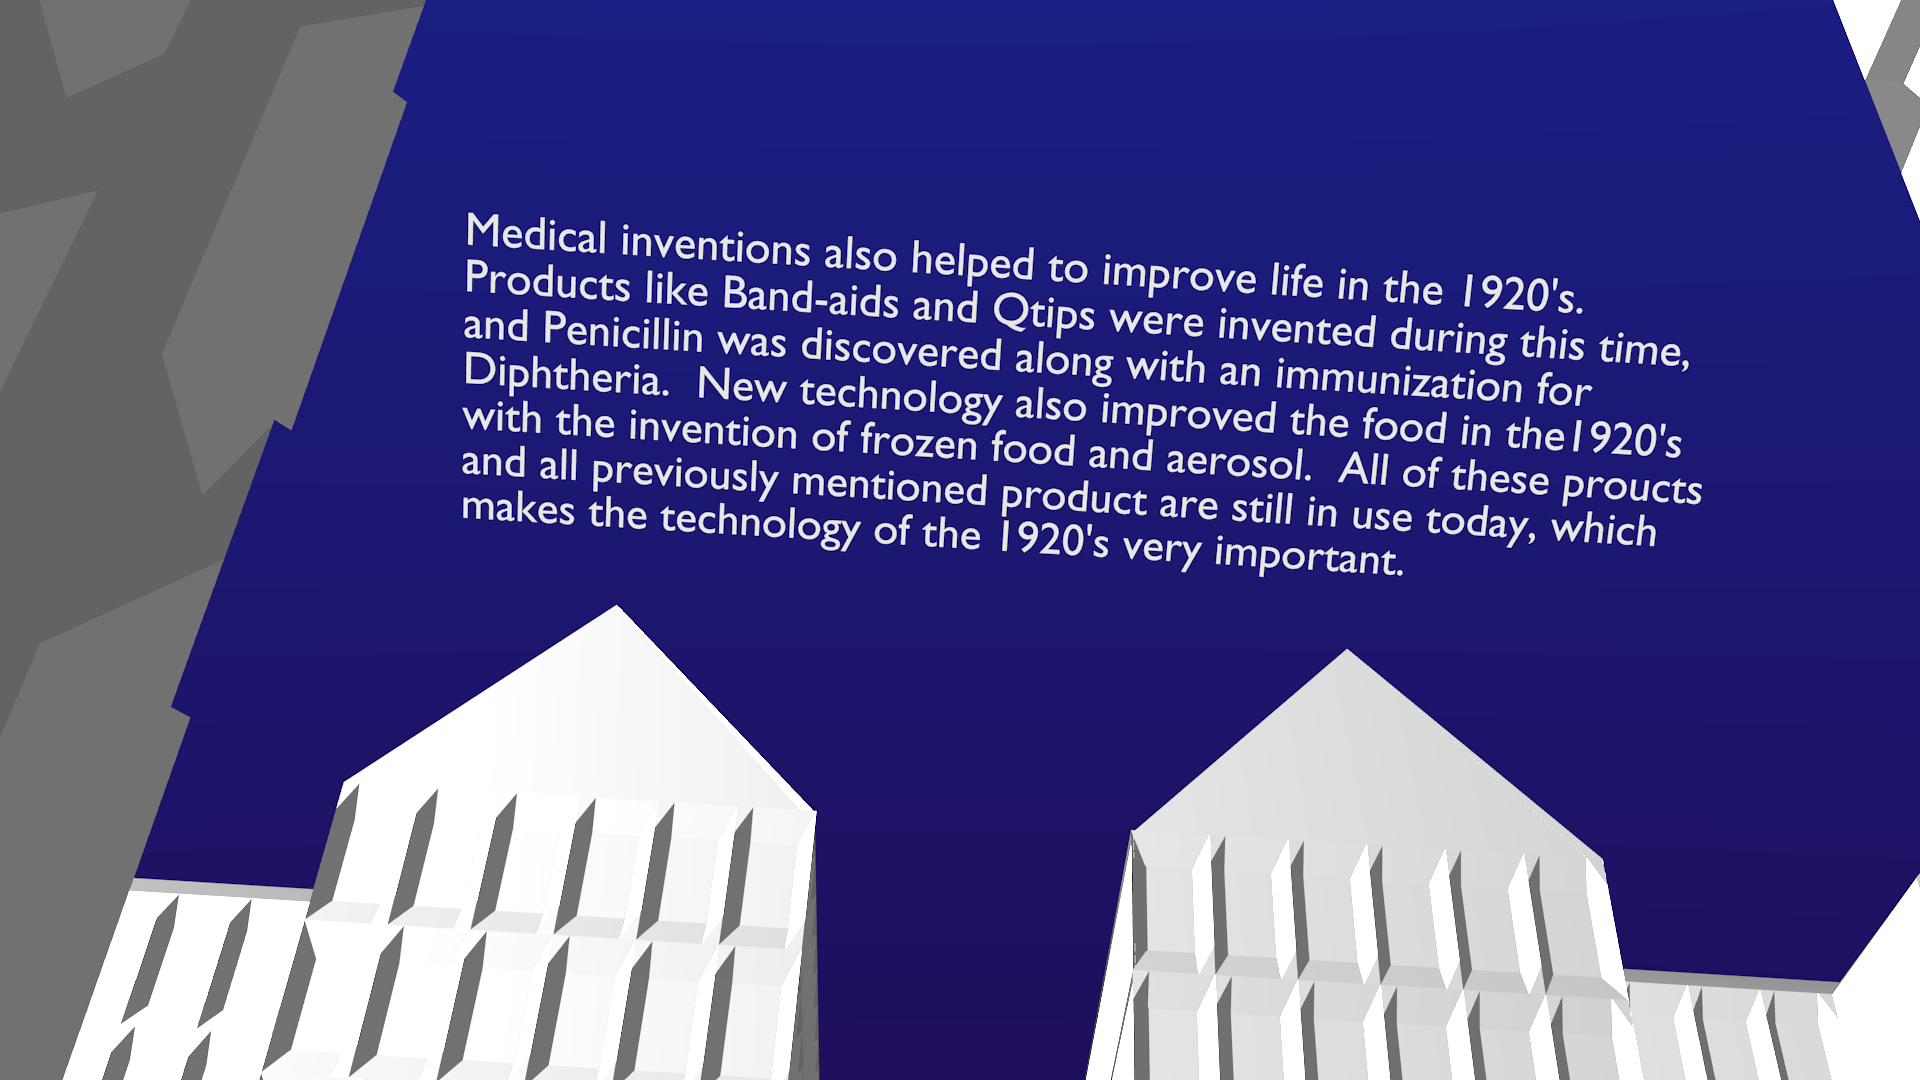 Medical inventions also helped to improve life in the 1920's.
Products like Band-aids and Qtips were invented during this time,
and Penicillin was discovered along with an immunization for
Diphtheria.  New technology also improved the food in the1920's
with the invention of frozen food and aerosol.  All of these proucts
and all previously mentioned product are still in use today, which
makes the technology of the 1920's very important.